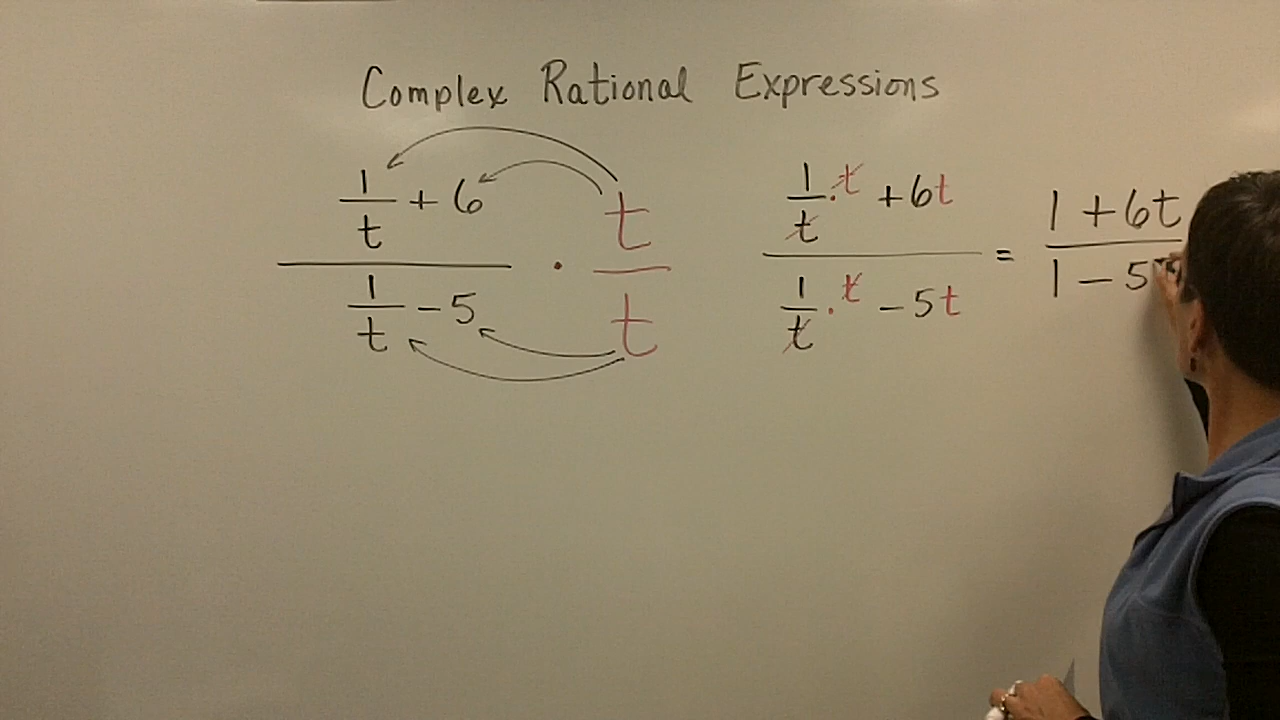 Complex Rational Expressions
1/t + 6 t 1/t · t + 6t 1 + 6t
— · — — = —
1/t - 5 t 1/t · t - 5t 1 - 5